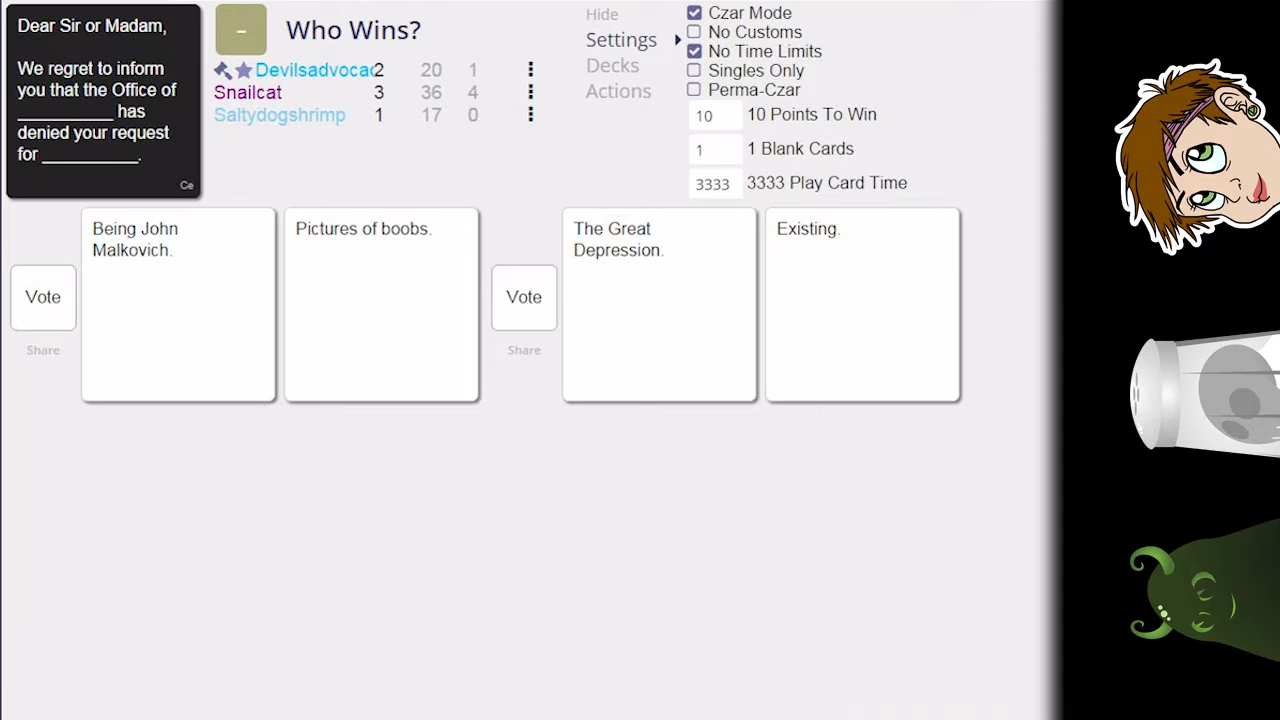 Dear Sir or Madam,
We regret to inform
you that the Office of
__________ has
denied your request
for __________.
Ce
-
Who Wins?
Devilsadvocac 2 20 1
Snailcat 3 36 4
Saltydogshrimp 1 17 0
Hide
Settings
Decks
Actions
Czar Mode
No Customs
No Time Limits
Singles Only
Perma-Czar
10 10 Points To Win
1 1 Blank Cards
3333 3333 Play Card Time
Vote
Share
Being John
Malkovich.
Pictures of boobs.
Vote
Share
The Great
Depression.
Existing.